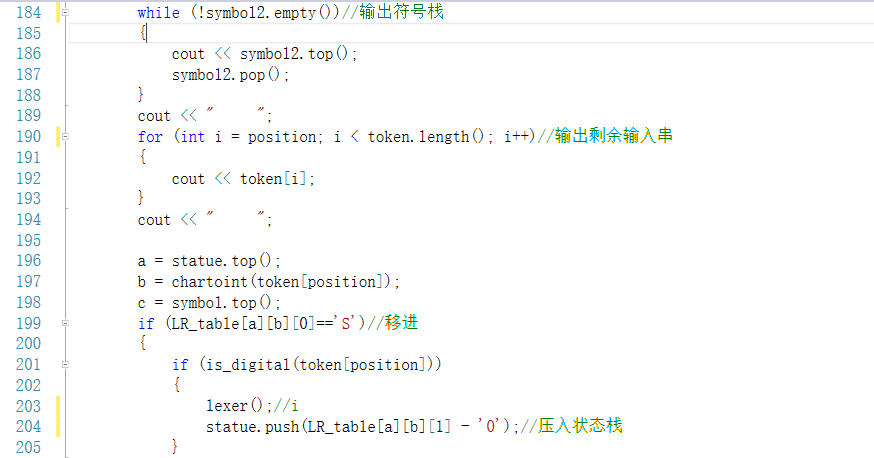 184 while (!symbol2.empty())//输出符号栈
185 {
186 cout << symbol2.top();
187 symbol2.pop();
188 }
189 cout << "     ";
190 for (int i = position; i < token.length(); i++)//输出剩余输入串
191 {
192 cout << token[i];
193 }
194 cout << "     ";
195
196 a = statue.top();
197 b = chartoint(token[position]);
198 c = symbol.top();
199 if (LR_table[a][b][0]=='S')//移进
200 {
201 if (is_digital(token[position]))
202 {
203 lexer();//i
204 statue.push(LR_table[a][b][1] - '0');//压入状态栈
205 }